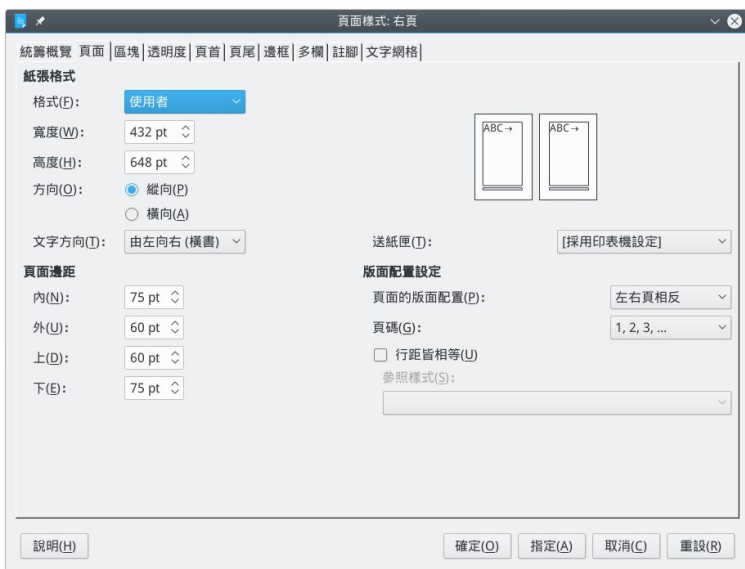 頁面樣式: 右頁
統籌概覽 頁面 區塊 透明度 頁首 頁尾 邊框 多欄 註腳 文字網格
紙張格式
格式(F): 使用者
寬度(W): 432 pt
高度(H): 648 pt
方向(O): 縱向(P)
橫向(A)
ABC→ ABC→
文字方向(T): 由左向右 (橫書) 送紙匣(T): [採用印表機設定]
頁面邊距 版面配置設定
內(N): 75 pt 頁面的版面配置(P): 左右頁相反
外(U): 60 pt 頁碼(G): 1, 2, 3, ...
上(D): 60 pt 行距皆相等(U)
下(E): 75 pt 參照樣式(S):
說明(H) 確定(O) 指定(A) 取消(C) 重設(R)